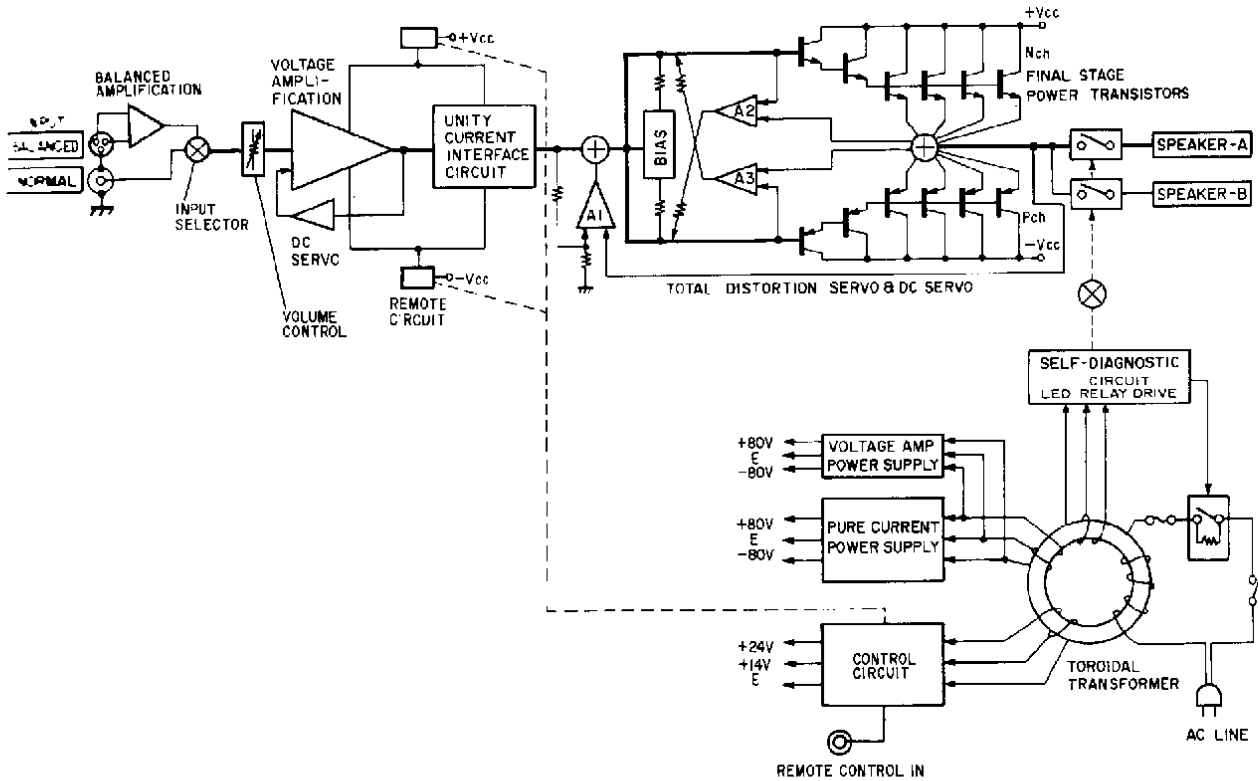 BALANCED
AMPLIFICATION
INPUT
BALANCED
NORMAL
INPUT
SELECTOR
VOLUME
CONTROL
VOLTAGE
AMPLI-
FICATION
DC
SERVO
+Vcc
UNITY
CURRENT
INTERFACE
CIRCUIT
-Vcc
REMOTE
CIRCUIT
A1
BIAS
A2
A3
+Vcc
Nch
FINAL STAGE
POWER TRANSISTORS
Pch
-Vcc
TOTAL DISTORTION SERVO & DC SERVO
SPEAKER-A
SPEAKER-B
SELF-DIAGNOSTIC
CIRCUIT
LED RELAY DRIVE
+80V
E
-80V
VOLTAGE AMP
POWER SUPPLY
+80V
E
-80V
PURE CURRENT
POWER SUPPLY
+24V
+14V
E
CONTROL
CIRCUIT
TOROIDAL
TRANSFORMER
AC LINE
REMOTE CONTROL IN